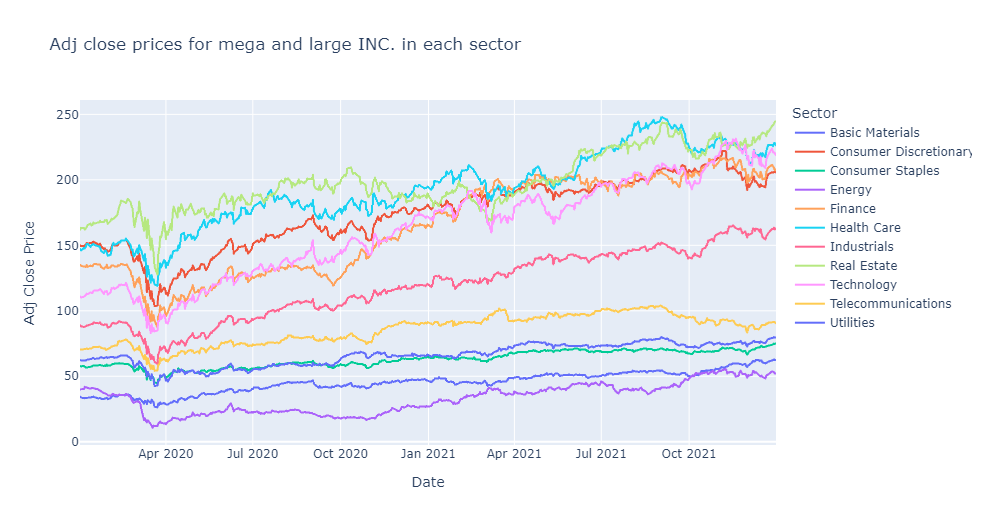 Adj close prices for mega and large INC. in each sector
Adj Close Price
250
200
150
100
50
0
Apr 2020
Jul 2020
Oct 2020
Jan 2021
Apr 2021
Jul 2021
Oct 2021
Date
Sector
Basic Materials
Consumer Discretionary
Consumer Staples
Energy
Finance
Health Care
Industrials
Real Estate
Technology
Telecommunications
Utilities